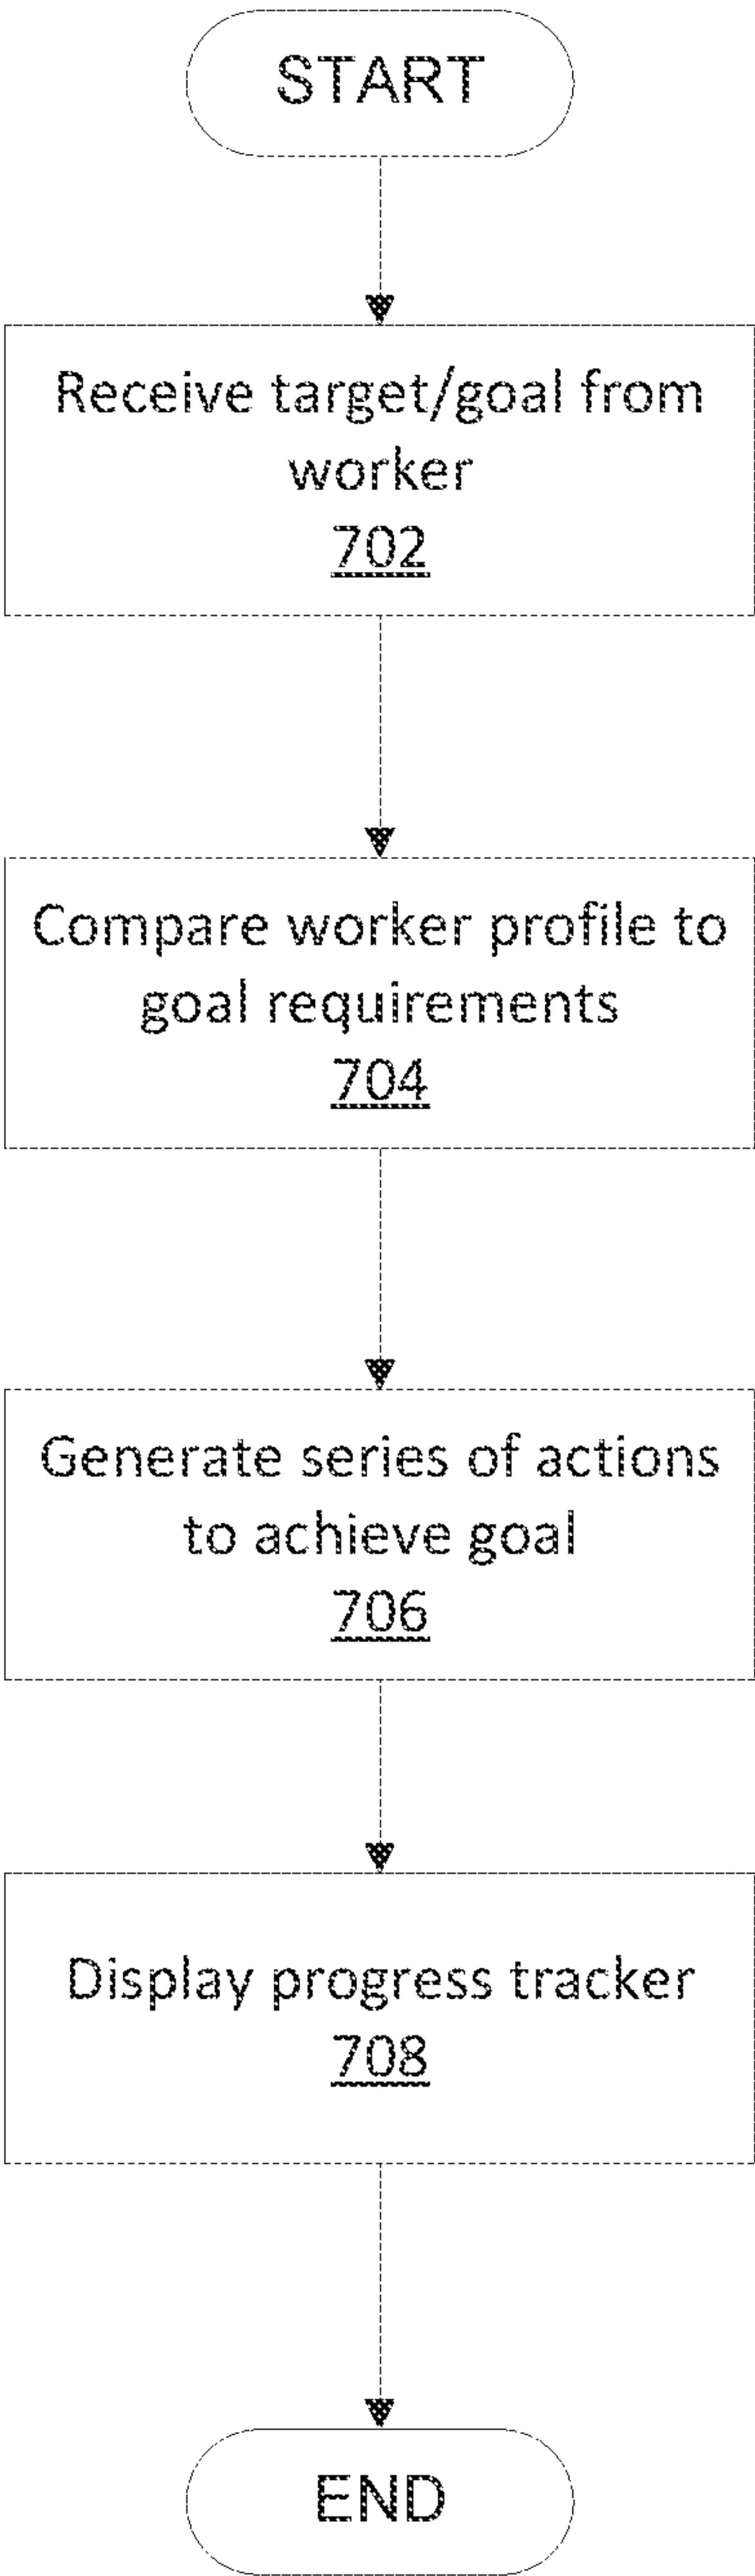 START
Receive target/goal from
worker
702
Compare worker profile to
goal requirements
704
Generate series of actions
to achieve goal
706
Display progress tracker
708
END